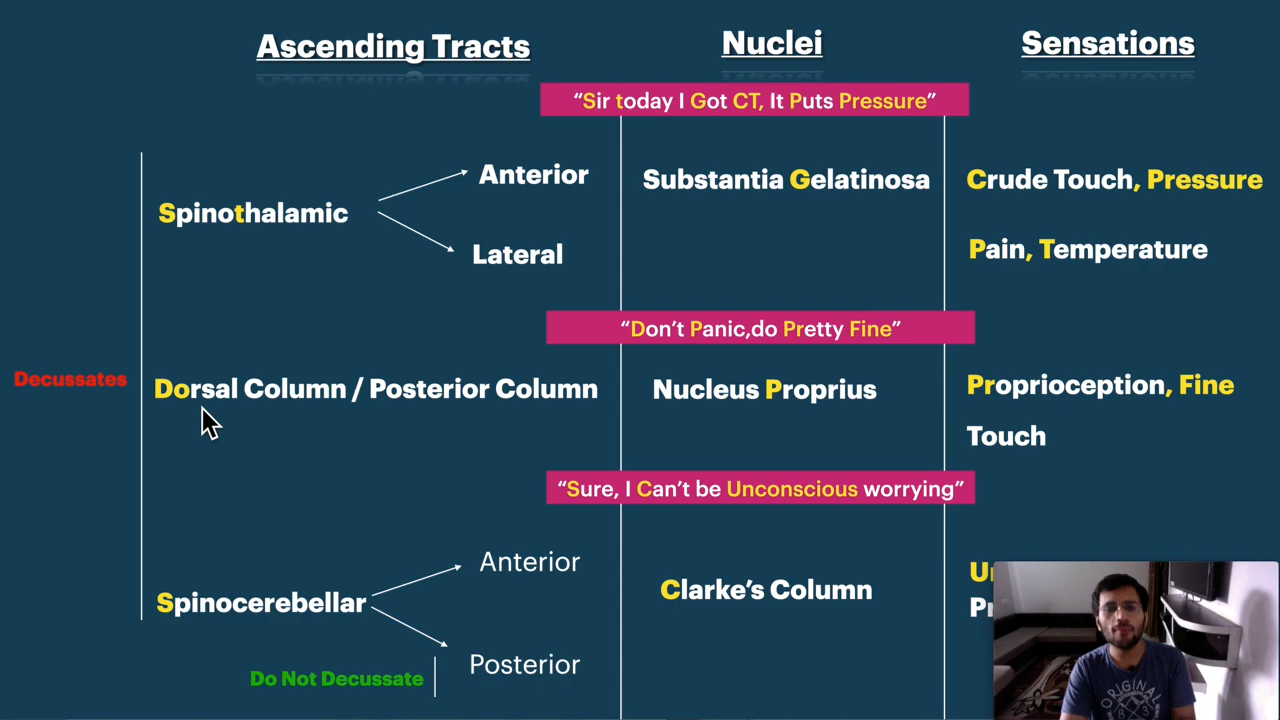 Ascending Tracts
Nuclei
Sensations
“Sir today I Got CT, It Puts Pressure”
Anterior
Substantia Gelatinosa
Crude Touch, Pressure
Spinothalamic
Lateral
Pain, Temperature
“Don’t Panic,do Pretty Fine”
Decussates
Dorsal Column / Posterior Column
Nucleus Proprius
Proprioception, Fine
Touch
“Sure, I Can’t be Unconscious worrying”
Anterior
Clarke’s Column
Spinocerebellar
Posterior
Do Not Decussate
ORIGINAL